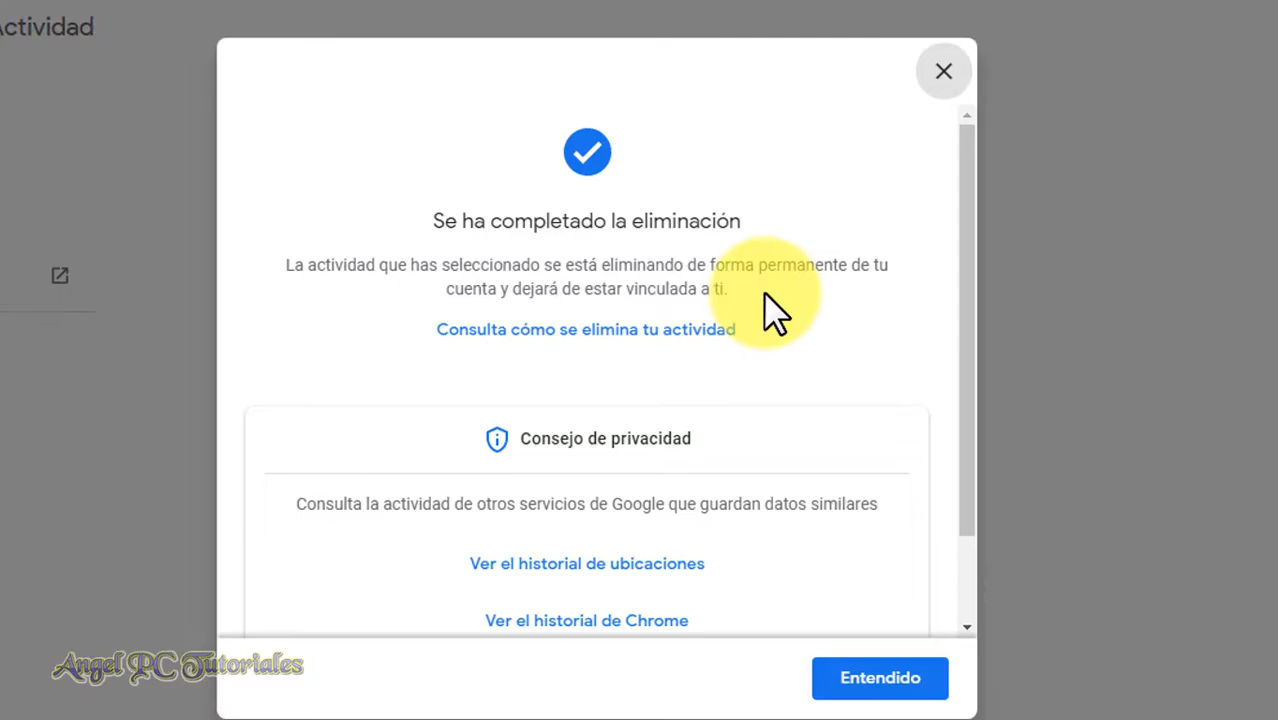 Actividad
Se ha completado la eliminación
La actividad que has seleccionado se está eliminando de forma permanente de tu
cuenta y dejará de estar vinculada a ti.
Consulta cómo se elimina tu actividad
Consejo de privacidad
Consulta la actividad de otros servicios de Google que guardan datos similares
Ver el historial de ubicaciones
Ver el historial de Chrome
Angel PC Tutoriales
Entendido